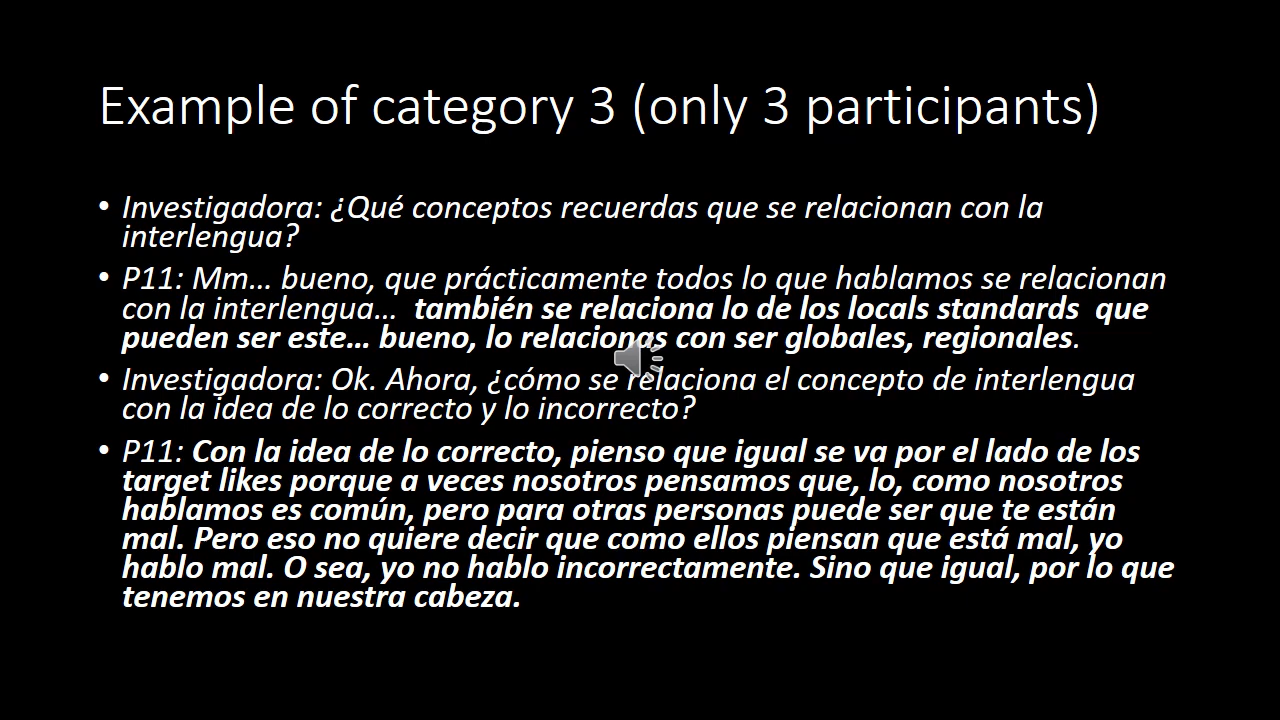 Example of category 3 (only 3 participants)
• Investigadora: ¿Qué conceptos recuerdas que se relacionan con la
interlengua?
• P11: Mm... bueno, que prácticamente todos lo que hablamos se relacionan
con la interlengua... también se relaciona lo de los locals standards que
pueden ser este... bueno, lo relacionas con ser globales, regionales.
• Investigadora: Ok. Ahora, ¿cómo se relaciona el concepto de interlengua
con la idea de lo correcto y lo incorrecto?
• P11: Con la idea de lo correcto, pienso que igual se va por el lado de los
target likes porque a veces nosotros pensamos que, lo, como nosotros
hablamos es común, pero para otras personas puede ser que te están
mal. Pero eso no quiere decir que como ellos piensan que está mal, yo
hablo mal. O sea, yo no hablo incorrectamente. Sino que igual, por lo que
tenemos en nuestra cabeza.